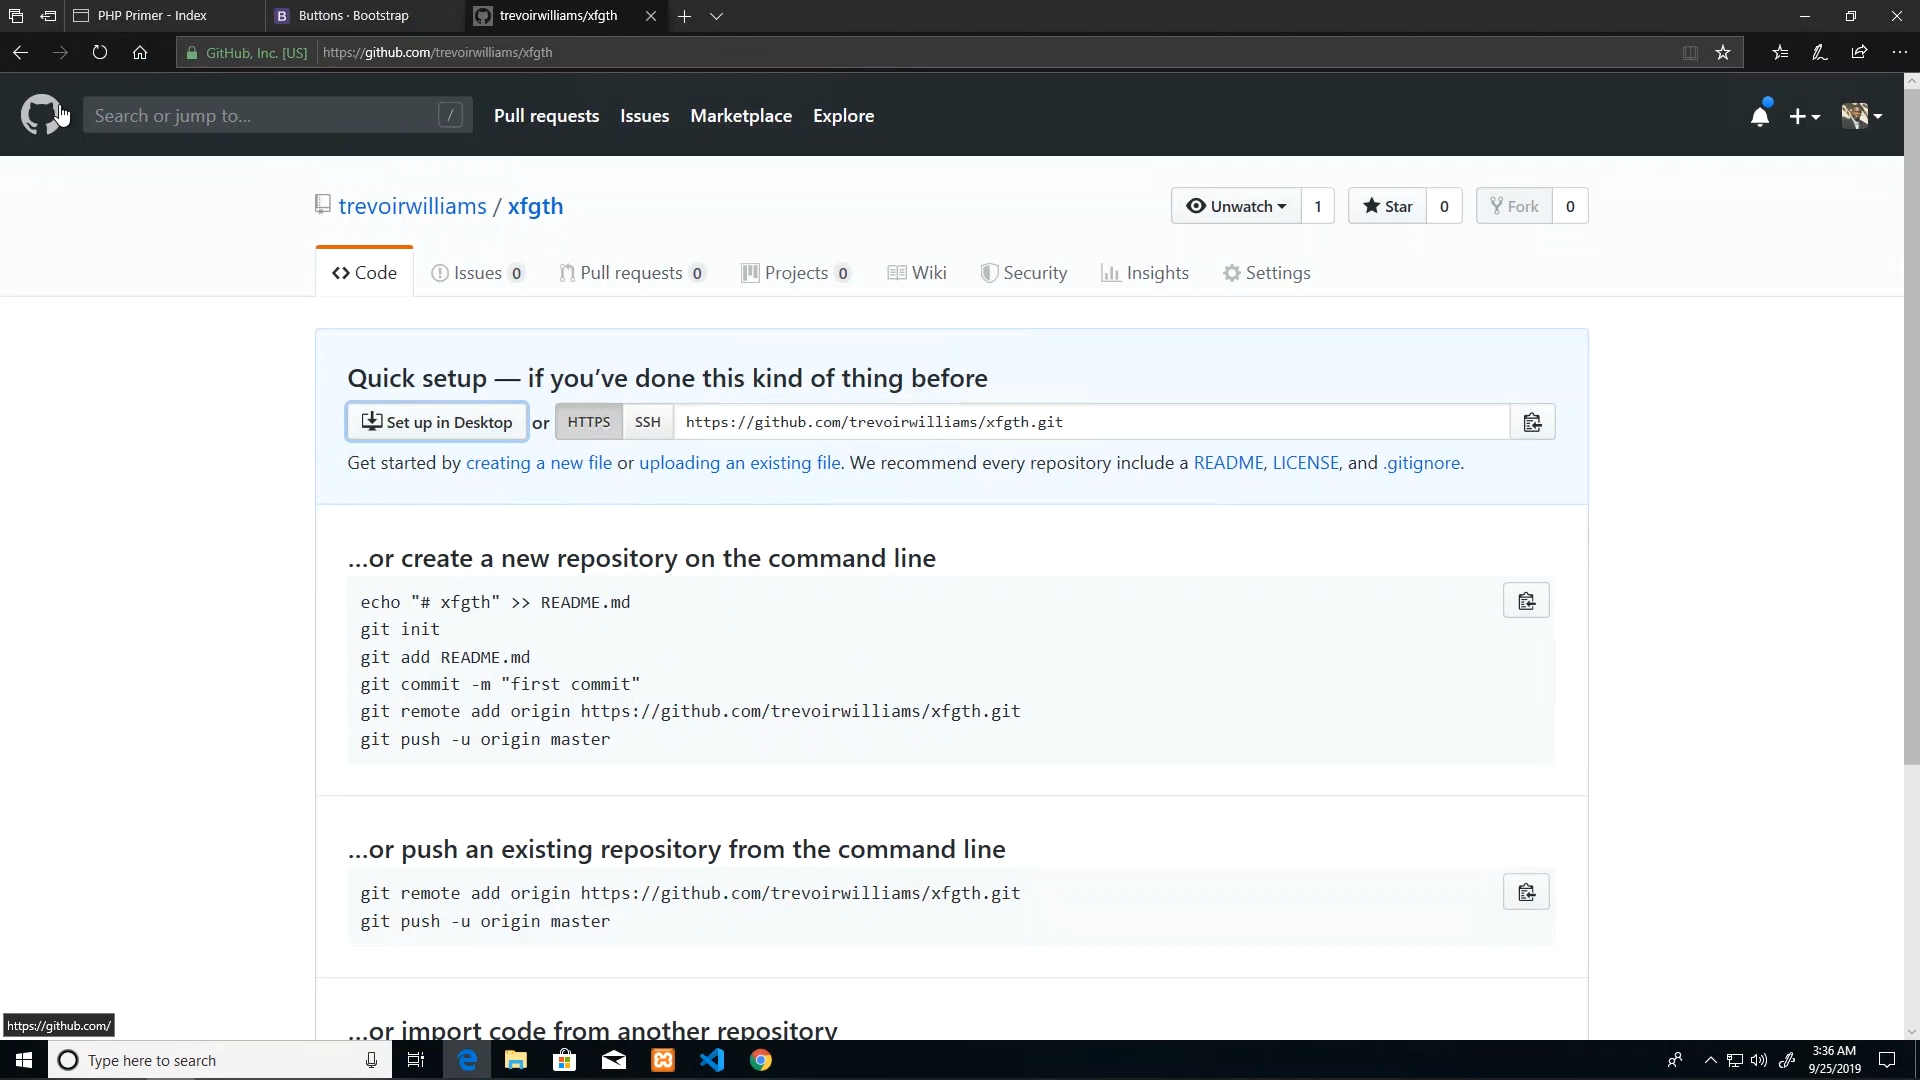 PHP Primer - Index
B Buttons · Bootstrap
trevoirwilliams/xfgth
GitHub, Inc. [US]
https://github.com/trevoirwilliams/xfgth
Search or jump to...
/
Pull requests
Issues
Marketplace
Explore
trevoirwilliams / xfgth
Unwatch 1
Star 0
Fork 0
<> Code
Issues 0
Pull requests 0
Projects 0
Wiki
Security
Insights
Settings
Quick setup — if you’ve done this kind of thing before
Set up in Desktop or HTTPS SSH https://github.com/trevoirwilliams/xfgth.git
Get started by creating a new file or uploading an existing file. We recommend every repository include a README, LICENSE, and .gitignore.
...or create a new repository on the command line
echo "# xfgth" >> README.md
git init
git add README.md
git commit -m "first commit"
git remote add origin https://github.com/trevoirwilliams/xfgth.git
git push -u origin master
...or push an existing repository from the command line
git remote add origin https://github.com/trevoirwilliams/xfgth.git
git push -u origin master
...or import code from another repository
https://github.com/
Type here to search
3:36 AM
9/25/2019